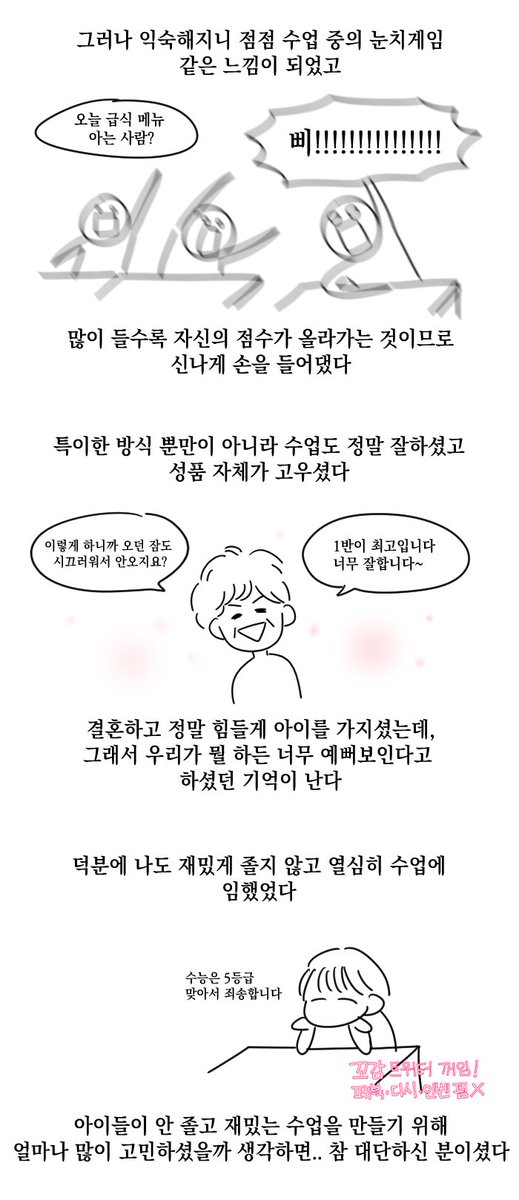 그러나 익숙해지니 점점 수업 중의 눈치게임
같은 느낌이 되었고
오늘 급식 메뉴
아는 사람?
삐!!!!!!!!!!!!!!!
많이 들수록 자신의 점수가 올라가는 것이므로
신나게 손을 들어댔다
특이한 방식 뿐만이 아니라 수업도 정말 잘하셨고
성품 자체가 고우셨다
이렇게 하니까 오던 잠도
시끄러워서 안오지요?
1반이 최고입니다
너무 잘합니다~
결혼하고 정말 힘들게 아이를 가지셨는데,
그래서 우리가 뭘 하든 너무 예뻐보인다고
하셨던 기억이 난다
덕분에 나도 재밌게 졸지 않고 열심히 수업에
임했었다
수능은 5등급
맞아서 죄송합니다
꼬감 트위터 꺼임!
페북·다시·인벤 펌X
아이들이 안 졸고 재밌는 수업을 만들기 위해
얼마나 많이 고민하셨을까 생각하면.. 참 대단하신 분이셨다